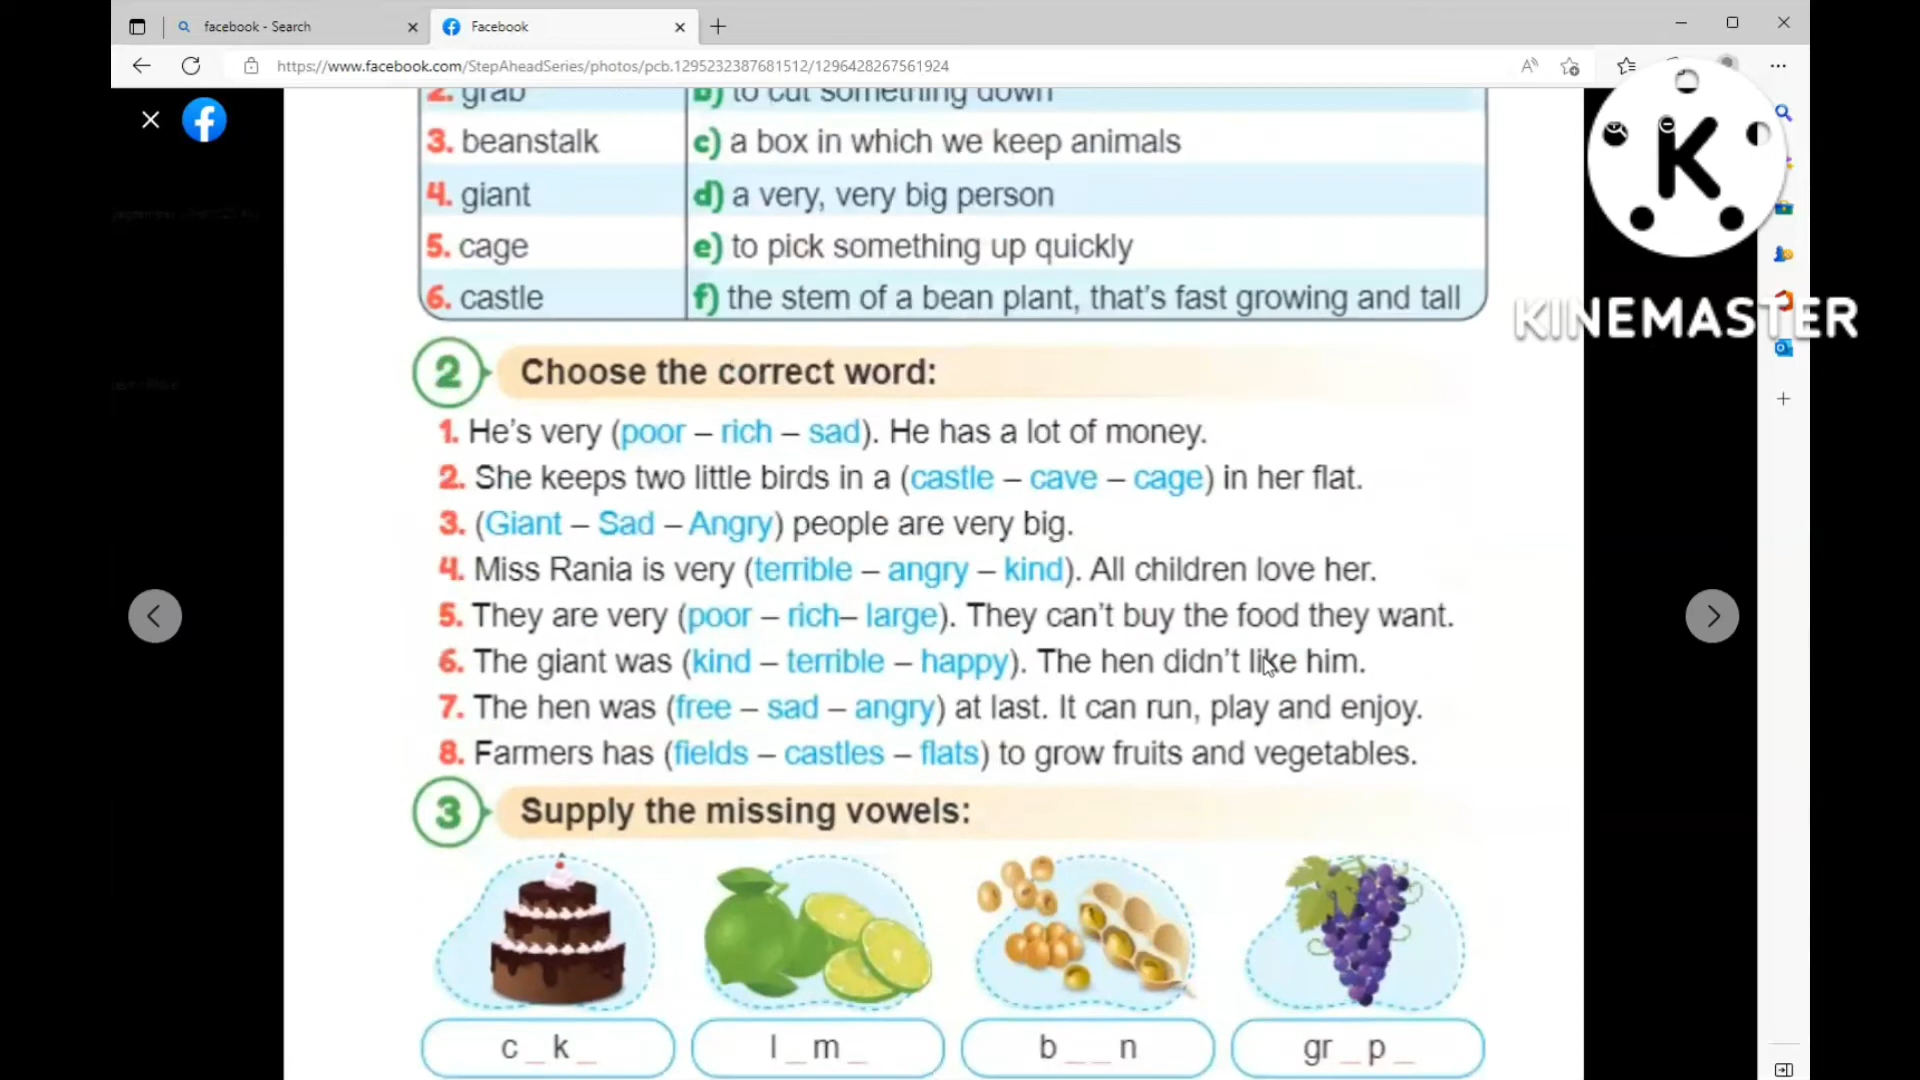 facebook - Search
Facebook
https://www.facebook.com/StepAheadSeries/photos/pcb.1295232387681512/1296428267561924
2. grab b) to cut something down
3. beanstalk c) a box in which we keep animals
4. giant d) a very, very big person
5. cage e) to pick something up quickly
6. castle f) the stem of a bean plant, that's fast growing and tall
K
KINEMASTER
2 Choose the correct word:
1. He's very (poor – rich – sad). He has a lot of money.
2. She keeps two little birds in a (castle – cave – cage) in her flat.
3. (Giant – Sad – Angry) people are very big.
4. Miss Rania is very (terrible – angry – kind). All children love her.
5. They are very (poor – rich– large). They can't buy the food they want.
6. The giant was (kind – terrible – happy). The hen didn't like him.
7. The hen was (free – sad – angry) at last. It can run, play and enjoy.
8. Farmers has (fields – castles – flats) to grow fruits and vegetables.
3 Supply the missing vowels:
c _ k _ l _ m _ b _ _ n gr _ p _